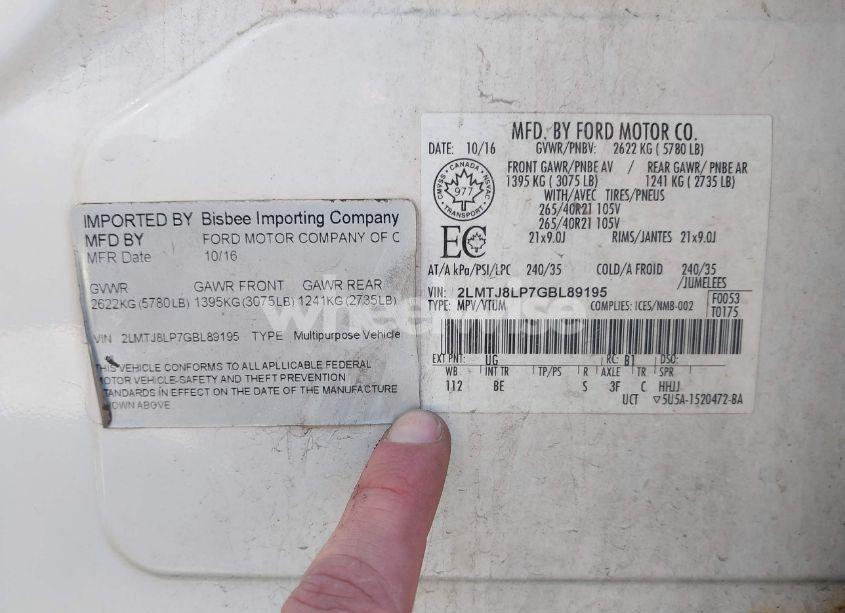 IMPORTED BY Bisbee Importing Company
MFD BY FORD MOTOR COMPANY OF C
MFR Date 10/16
GVWR GAWR FRONT GAWR REAR
2622KG (5780LB) 1395KG(3075LB) 1241KG(2735LB)
VIN 2LMTJ8LP7GBL89195 TYPE Multipurpose Vehicle
THIS VEHICLE CONFORMS TO ALL APLLICABLE FEDERAL
MOTOR VEHICLE-SAFETY AND THEFT PREVENTION
STANDARDS IN EFFECT ON THE DATE OF THE MANUFACTURE
SHOWN ABOVE
MFD. BY FORD MOTOR CO.
DATE: 10/16 GVWR/PNBV: 2622 KG ( 5780 LB)
FRONT GAWR/PNBE AV / REAR GAWR/ PNBE AR
1395 KG ( 3075 LB) 1241 KG ( 2735 LB)
WITH/AVEC TIRES/PNEUS
265/40R21 105V
265/40R21 105V
21x9.0J RIMS/JANTES 21x9.0J
CMVSS - CANADA - NSVAC
977
TRANSPORT
EC
AT/A kPa/PSI/LPC 240/35 COLD/A FROID 240/35
/JUMELEES
VIN: 2LMTJ8LP7GBL89195
TYPE: MPV/VTUM COMPLIES: ICES/NMB-002
F0053
T0175
EXT PNT: UG RC: B1 DSO:
WB INT TR TP/PS R AXLE TR SPR
112 BE S 3F C HHJJ
UCT ▽5U5A-1520472-BA
wheelwise